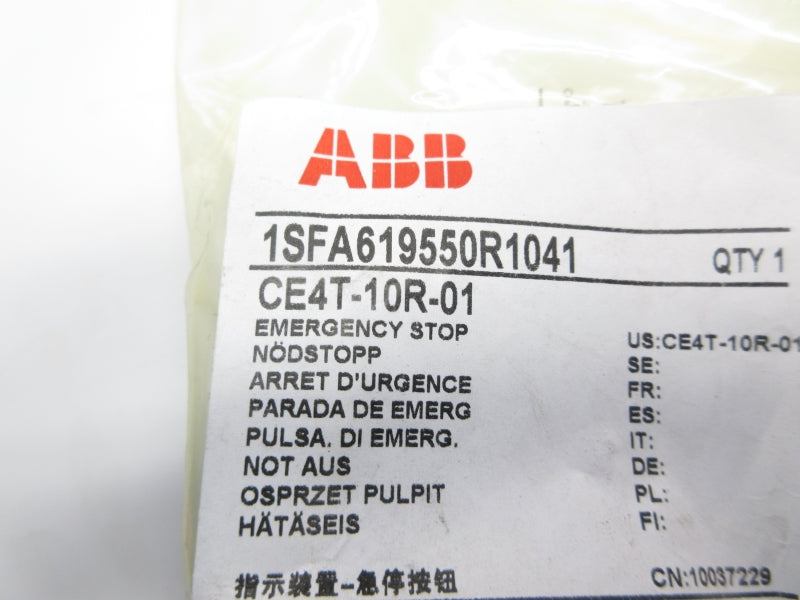 ABB
1SFA619550R1041 QTY 1
CE4T-10R-01
EMERGENCY STOP US:CE4T-10R-01
NÖDSTOPP SE:
ARRET D'URGENCE FR:
PARADA DE EMERG ES:
PULSA. DI EMERG. IT:
NOT AUS DE:
OSPRZET PULPIT PL:
HÄTÄSEIS FI:
指示装置-急停按钮 CN:10037229